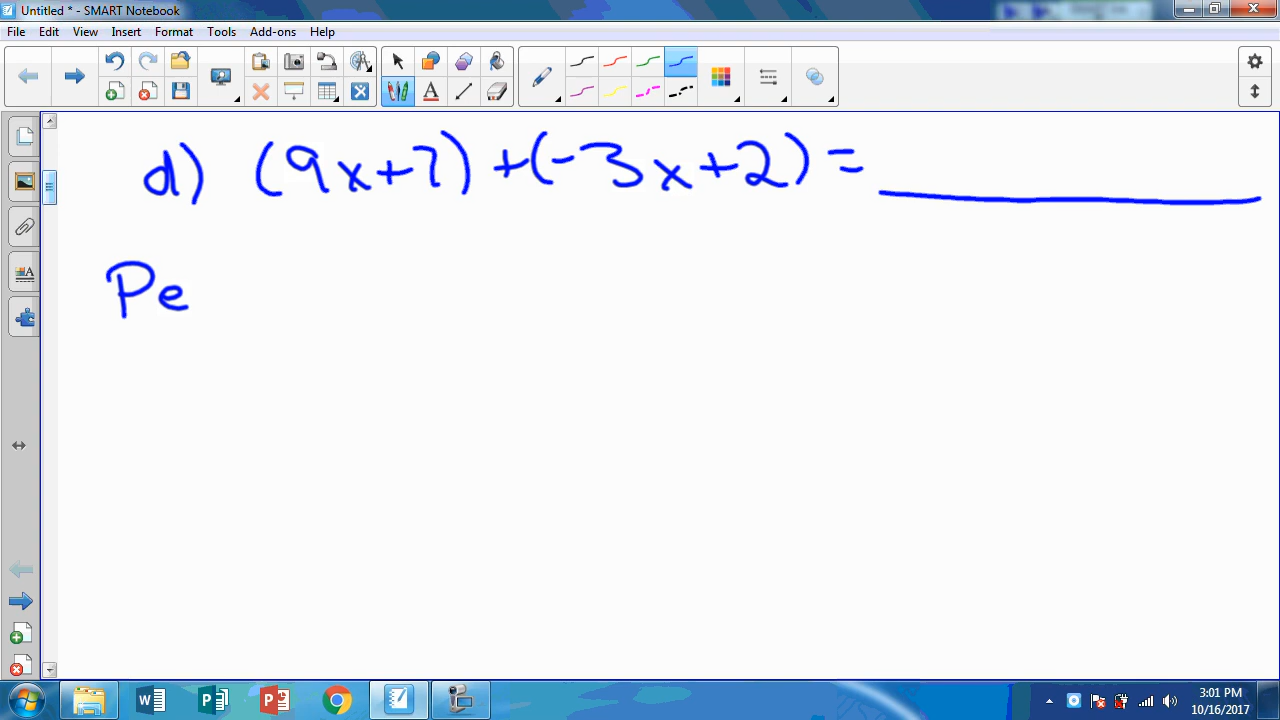 Untitled * - SMART Notebook
File Edit View Insert Format Tools Add-ons Help
d) (9x+7)+(-3x+2)=
Pe
3:01 PM
10/16/2017